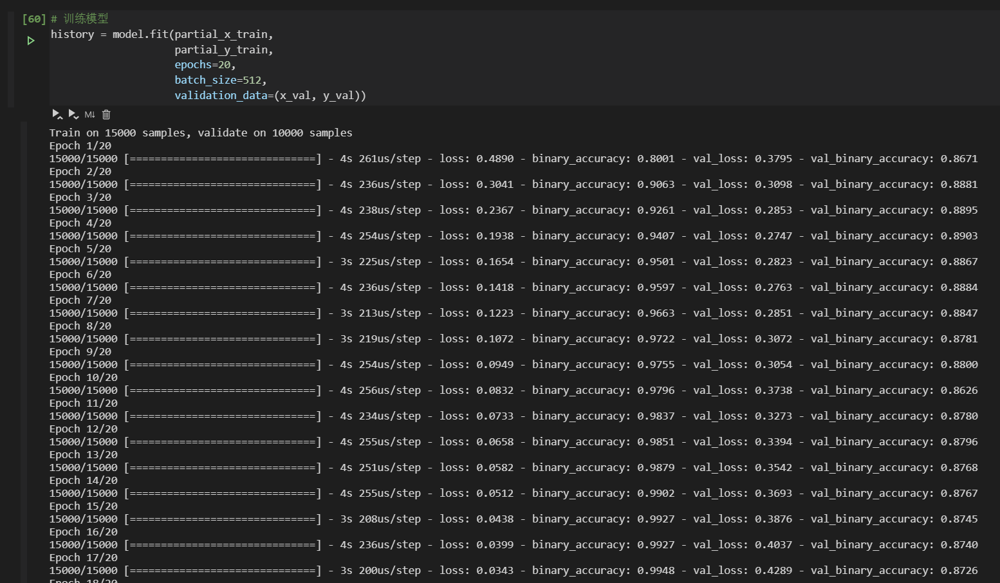 [60] # 训练模型
history = model.fit(partial_x_train,
partial_y_train,
epochs=20,
batch_size=512,
validation_data=(x_val, y_val))
M↓
Train on 15000 samples, validate on 10000 samples
Epoch 1/20
15000/15000 [==============================] - 4s 261us/step - loss: 0.4890 - binary_accuracy: 0.8001 - val_loss: 0.3795 - val_binary_accuracy: 0.8671
Epoch 2/20
15000/15000 [==============================] - 4s 236us/step - loss: 0.3041 - binary_accuracy: 0.9063 - val_loss: 0.3098 - val_binary_accuracy: 0.8881
Epoch 3/20
15000/15000 [==============================] - 4s 238us/step - loss: 0.2367 - binary_accuracy: 0.9261 - val_loss: 0.2853 - val_binary_accuracy: 0.8895
Epoch 4/20
15000/15000 [==============================] - 4s 254us/step - loss: 0.1938 - binary_accuracy: 0.9407 - val_loss: 0.2747 - val_binary_accuracy: 0.8903
Epoch 5/20
15000/15000 [==============================] - 3s 225us/step - loss: 0.1654 - binary_accuracy: 0.9501 - val_loss: 0.2823 - val_binary_accuracy: 0.8867
Epoch 6/20
15000/15000 [==============================] - 4s 236us/step - loss: 0.1418 - binary_accuracy: 0.9597 - val_loss: 0.2763 - val_binary_accuracy: 0.8884
Epoch 7/20
15000/15000 [==============================] - 3s 213us/step - loss: 0.1223 - binary_accuracy: 0.9663 - val_loss: 0.2851 - val_binary_accuracy: 0.8847
Epoch 8/20
15000/15000 [==============================] - 3s 219us/step - loss: 0.1072 - binary_accuracy: 0.9722 - val_loss: 0.3072 - val_binary_accuracy: 0.8781
Epoch 9/20
15000/15000 [==============================] - 4s 254us/step - loss: 0.0949 - binary_accuracy: 0.9755 - val_loss: 0.3054 - val_binary_accuracy: 0.8800
Epoch 10/20
15000/15000 [==============================] - 4s 256us/step - loss: 0.0832 - binary_accuracy: 0.9796 - val_loss: 0.3738 - val_binary_accuracy: 0.8626
Epoch 11/20
15000/15000 [==============================] - 4s 234us/step - loss: 0.0733 - binary_accuracy: 0.9837 - val_loss: 0.3273 - val_binary_accuracy: 0.8780
Epoch 12/20
15000/15000 [==============================] - 4s 255us/step - loss: 0.0658 - binary_accuracy: 0.9851 - val_loss: 0.3394 - val_binary_accuracy: 0.8796
Epoch 13/20
15000/15000 [==============================] - 4s 251us/step - loss: 0.0582 - binary_accuracy: 0.9879 - val_loss: 0.3542 - val_binary_accuracy: 0.8768
Epoch 14/20
15000/15000 [==============================] - 4s 255us/step - loss: 0.0512 - binary_accuracy: 0.9902 - val_loss: 0.3693 - val_binary_accuracy: 0.8767
Epoch 15/20
15000/15000 [==============================] - 3s 208us/step - loss: 0.0438 - binary_accuracy: 0.9927 - val_loss: 0.3876 - val_binary_accuracy: 0.8745
Epoch 16/20
15000/15000 [==============================] - 4s 236us/step - loss: 0.0399 - binary_accuracy: 0.9927 - val_loss: 0.4037 - val_binary_accuracy: 0.8740
Epoch 17/20
15000/15000 [==============================] - 3s 200us/step - loss: 0.0343 - binary_accuracy: 0.9948 - val_loss: 0.4289 - val_binary_accuracy: 0.8726
Epoch 18/20